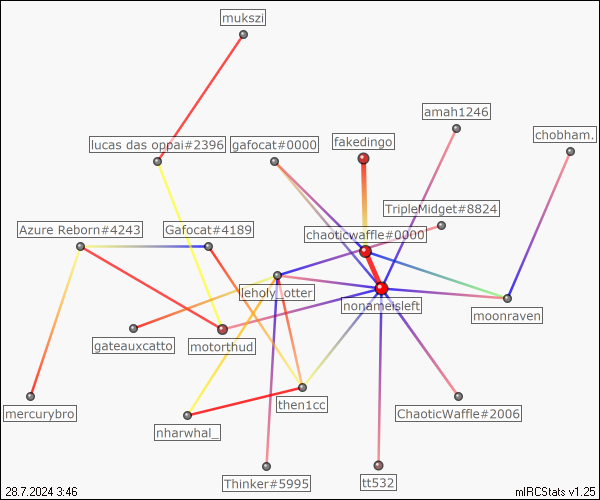 mukszi
amah1246
chobham.
lucas das oppai#2396
gafocat#0000
fakedingo
TripleMidget#8824
Azure Reborn#4243
Gafocat#4189
chaoticwaffle#0000
leholy_otter
nonameisleft
moonraven
gateauxcatto
motorthud
mercurybro
nharwhal_
then1cc
ChaoticWaffle#2006
Thinker#5995
tt532
28.7.2024 3:46
mIRCStats v1.25